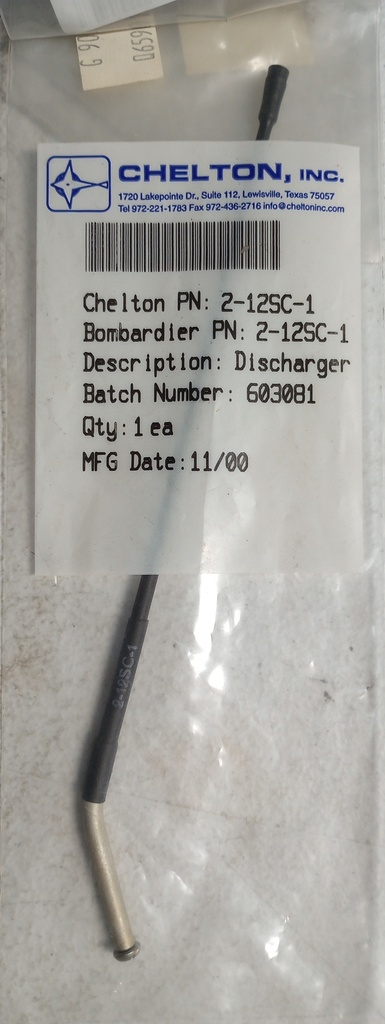 G 90
Q659
CHELTON, INC.
1720 Lakepointe Dr., Suite 112, Lewisville, Texas 75057
Tel 972-221-1783 Fax 972-436-2716 info@cheltoninc.com
Chelton PN: 2-12SC-1
Bombardier PN: 2-12SC-1
Description: Discharger
Batch Number: 603081
Qty: 1 ea
MFG Date: 11/00
2-12SC-1